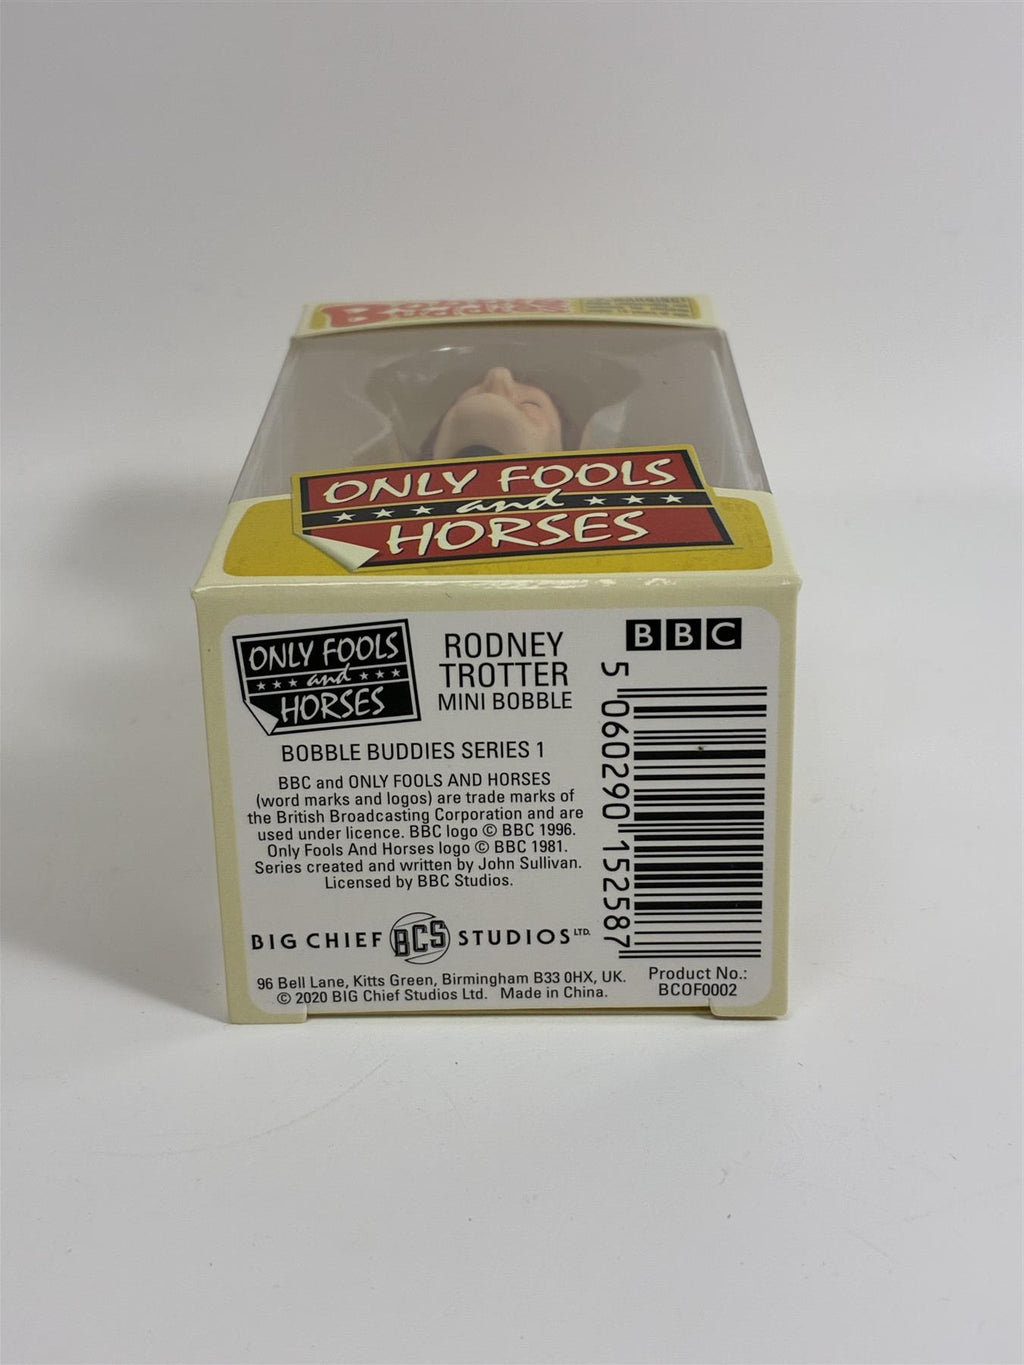 Bobble
Buddies
WARNING!
ONLY FOOLS
and
HORSES
ONLY FOOLS
and
HORSES
RODNEY
TROTTER
MINI BOBBLE
BBC
BOBBLE BUDDIES SERIES 1
BBC and ONLY FOOLS AND HORSES
(word marks and logos) are trade marks of
the British Broadcasting Corporation and are
used under licence. BBC logo © BBC 1996.
Only Fools And Horses logo © BBC 1981.
Series created and written by John Sullivan.
Licensed by BBC Studios.
5 060290 152587
BIG CHIEF BCS STUDIOS LTD.
96 Bell Lane, Kitts Green, Birmingham B33 0HX, UK.
© 2020 BIG Chief Studios Ltd. Made in China.
Product No.:
BCOF0002